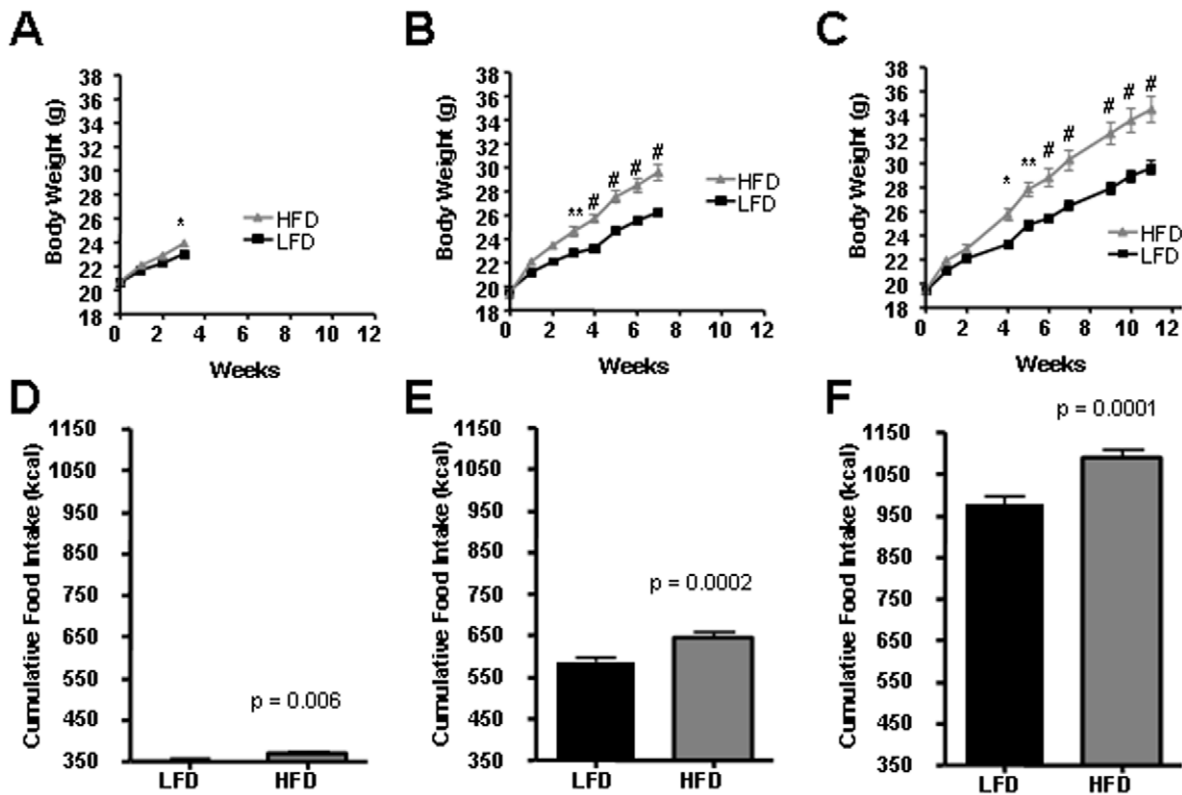 A
Body Weight (g)
38
36
34
32
30
28
26
24
22
20
18
*
HFD
LFD
0 2 4 6 8 10 12
Weeks
B
Body Weight (g)
38
36
34
32
30
28
26
24
22
20
18
** # # # #
HFD
LFD
0 2 4 6 8 10 12
Weeks
C
Body Weight (g)
38
36
34
32
30
28
26
24
22
20
18
* ** # # # # #
HFD
LFD
0 2 4 6 8 10 12
Weeks
D
Cumulative Food Intake (kcal)
1150
1050
950
850
750
650
550
450
350
p = 0.006
LFD HFD
E
Cumulative Food Intake (kcal)
1150
1050
950
850
750
650
550
450
350
p = 0.0002
LFD HFD
F
Cumulative Food Intake (kcal)
p = 0.0001
1150
1050
950
850
750
650
550
450
350
LFD HFD